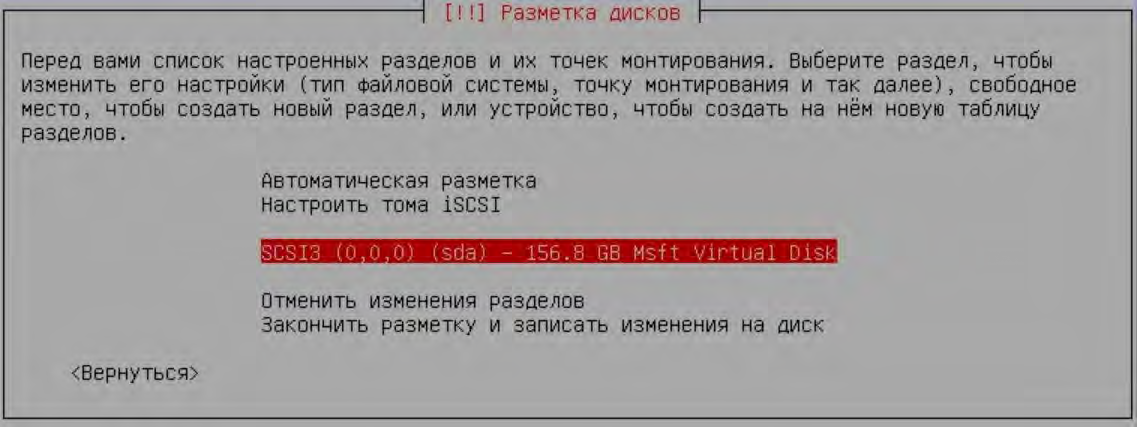 [!!] Разметка дисков
Перед вами список настроенных разделов и их точек монтирования. Выберите раздел, чтобы
изменить его настройки (тип файловой системы, точку монтирования и так далее), свободное
место, чтобы создать новый раздел, или устройство, чтобы создать на нём новую таблицу
разделов.
Автоматическая разметка
Настроить тома iSCSI
SCSI3 (0,0,0) (sda) - 156.8 GB Msft Virtual Disk
Отменить изменения разделов
Закончить разметку и записать изменения на диск
<Вернуться>